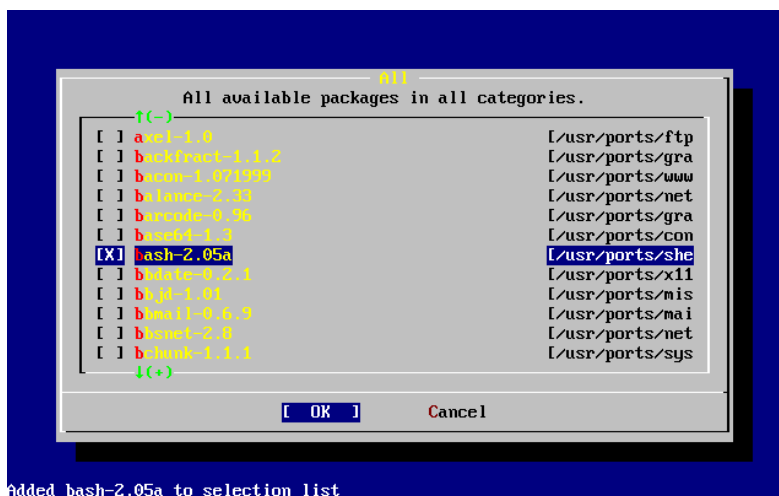 All
All available packages in all categories.
↑(-)
[ ] axel-1.0 [/usr/ports/ftp
[ ] backfract-1.1.2 [/usr/ports/gra
[ ] bacon-1.071999 [/usr/ports/www
[ ] balance-2.33 [/usr/ports/net
[ ] barcode-0.96 [/usr/ports/gra
[ ] base64-1.3 [/usr/ports/con
[X] bash-2.05a [/usr/ports/she
[ ] bbdate-0.2.1 [/usr/ports/x11
[ ] bbjd-1.01 [/usr/ports/mis
[ ] bbmail-0.6.9 [/usr/ports/mai
[ ] bbsnet-2.8 [/usr/ports/net
[ ] bchunk-1.1.1 [/usr/ports/sys
↓(+)
[ OK ] Cancel
Added bash-2.05a to selection list